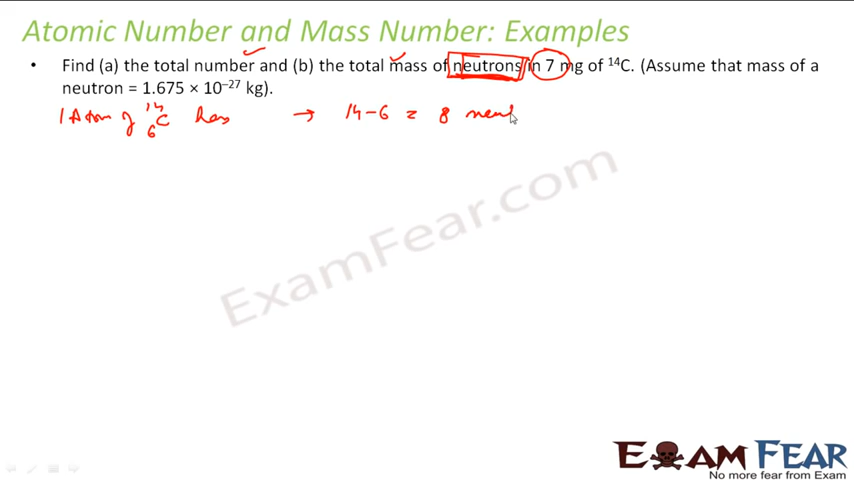 Atomic Number and Mass Number: Examples
• Find (a) the total number and (b) the total mass of neutrons in 7 mg of ¹⁴C. (Assume that mass of a
neutron = 1.675 × 10⁻²⁷ kg).
1 Atom of ¹⁴₆C has → 14-6 = 8 neut
ExamFear.com
EXAM FEAR
No more fear from Exam